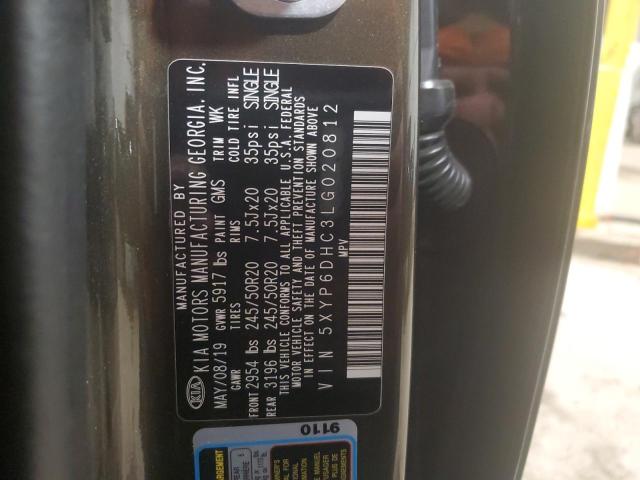 MANUFACTURED BY
KIA KIA MOTORS MANUFACTURING GEORGIA, INC.
MAY/08/19 GVWR 5917 lbs PAINT GMS TRIM WK
GAWR TIRES RIMS COLD TIRE INFL
FRONT 2954 lbs 245/50R20 7.5Jx20 35psi SINGLE
REAR 3196 lbs 245/50R20 7.5Jx20 35psi SINGLE
THIS VEHICLE CONFORMS TO ALL APPLICABLE U.S.A. FEDERAL
MOTOR VEHICLE SAFETY AND THEFT PREVENTION STANDARDS
IN EFFECT ON THE DATE OF MANUFACTURE SHOWN ABOVE
VIN 5XYP6DHC3LG020812
MPV
9110